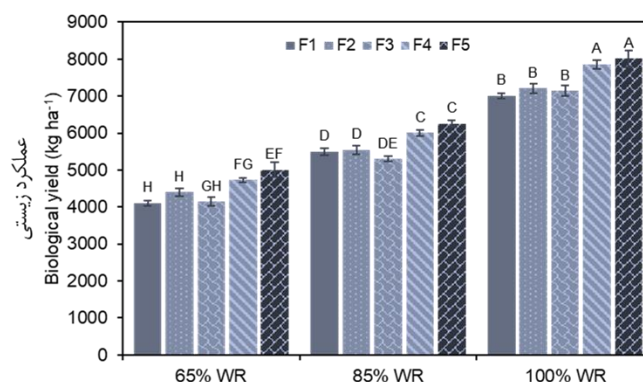 9000
8000
7000
6000
5000
4000
3000
2000
1000
0
عملکرد زیستی
Biological yield (kg ha⁻¹)
F1 F2 F3 F4 F5
H H GH FG EF
D D DE C C
B B B A A
65% WR 85% WR 100% WR